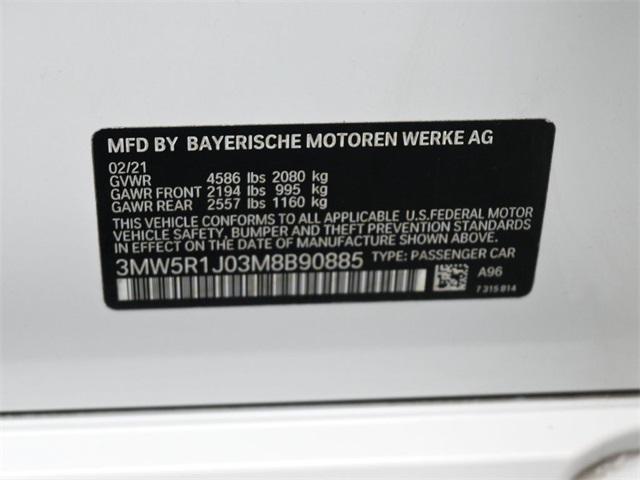 MFD BY BAYERISCHE MOTOREN WERKE AG
02/21
GVWR 4586 lbs 2080 kg
GAWR FRONT 2194 lbs 995 kg
GAWR REAR 2557 lbs 1160 kg
THIS VEHICLE CONFORMS TO ALL APPLICABLE U.S.FEDERAL MOTOR
VEHICLE SAFETY, BUMPER, AND THEFT PREVENTION STANDARDS
IN EFFECT ON THE DATE OF MANUFACTURE SHOWN ABOVE.
3MW5R1J03M8B90885 TYPE: PASSENGER CAR
A96
7 315 814